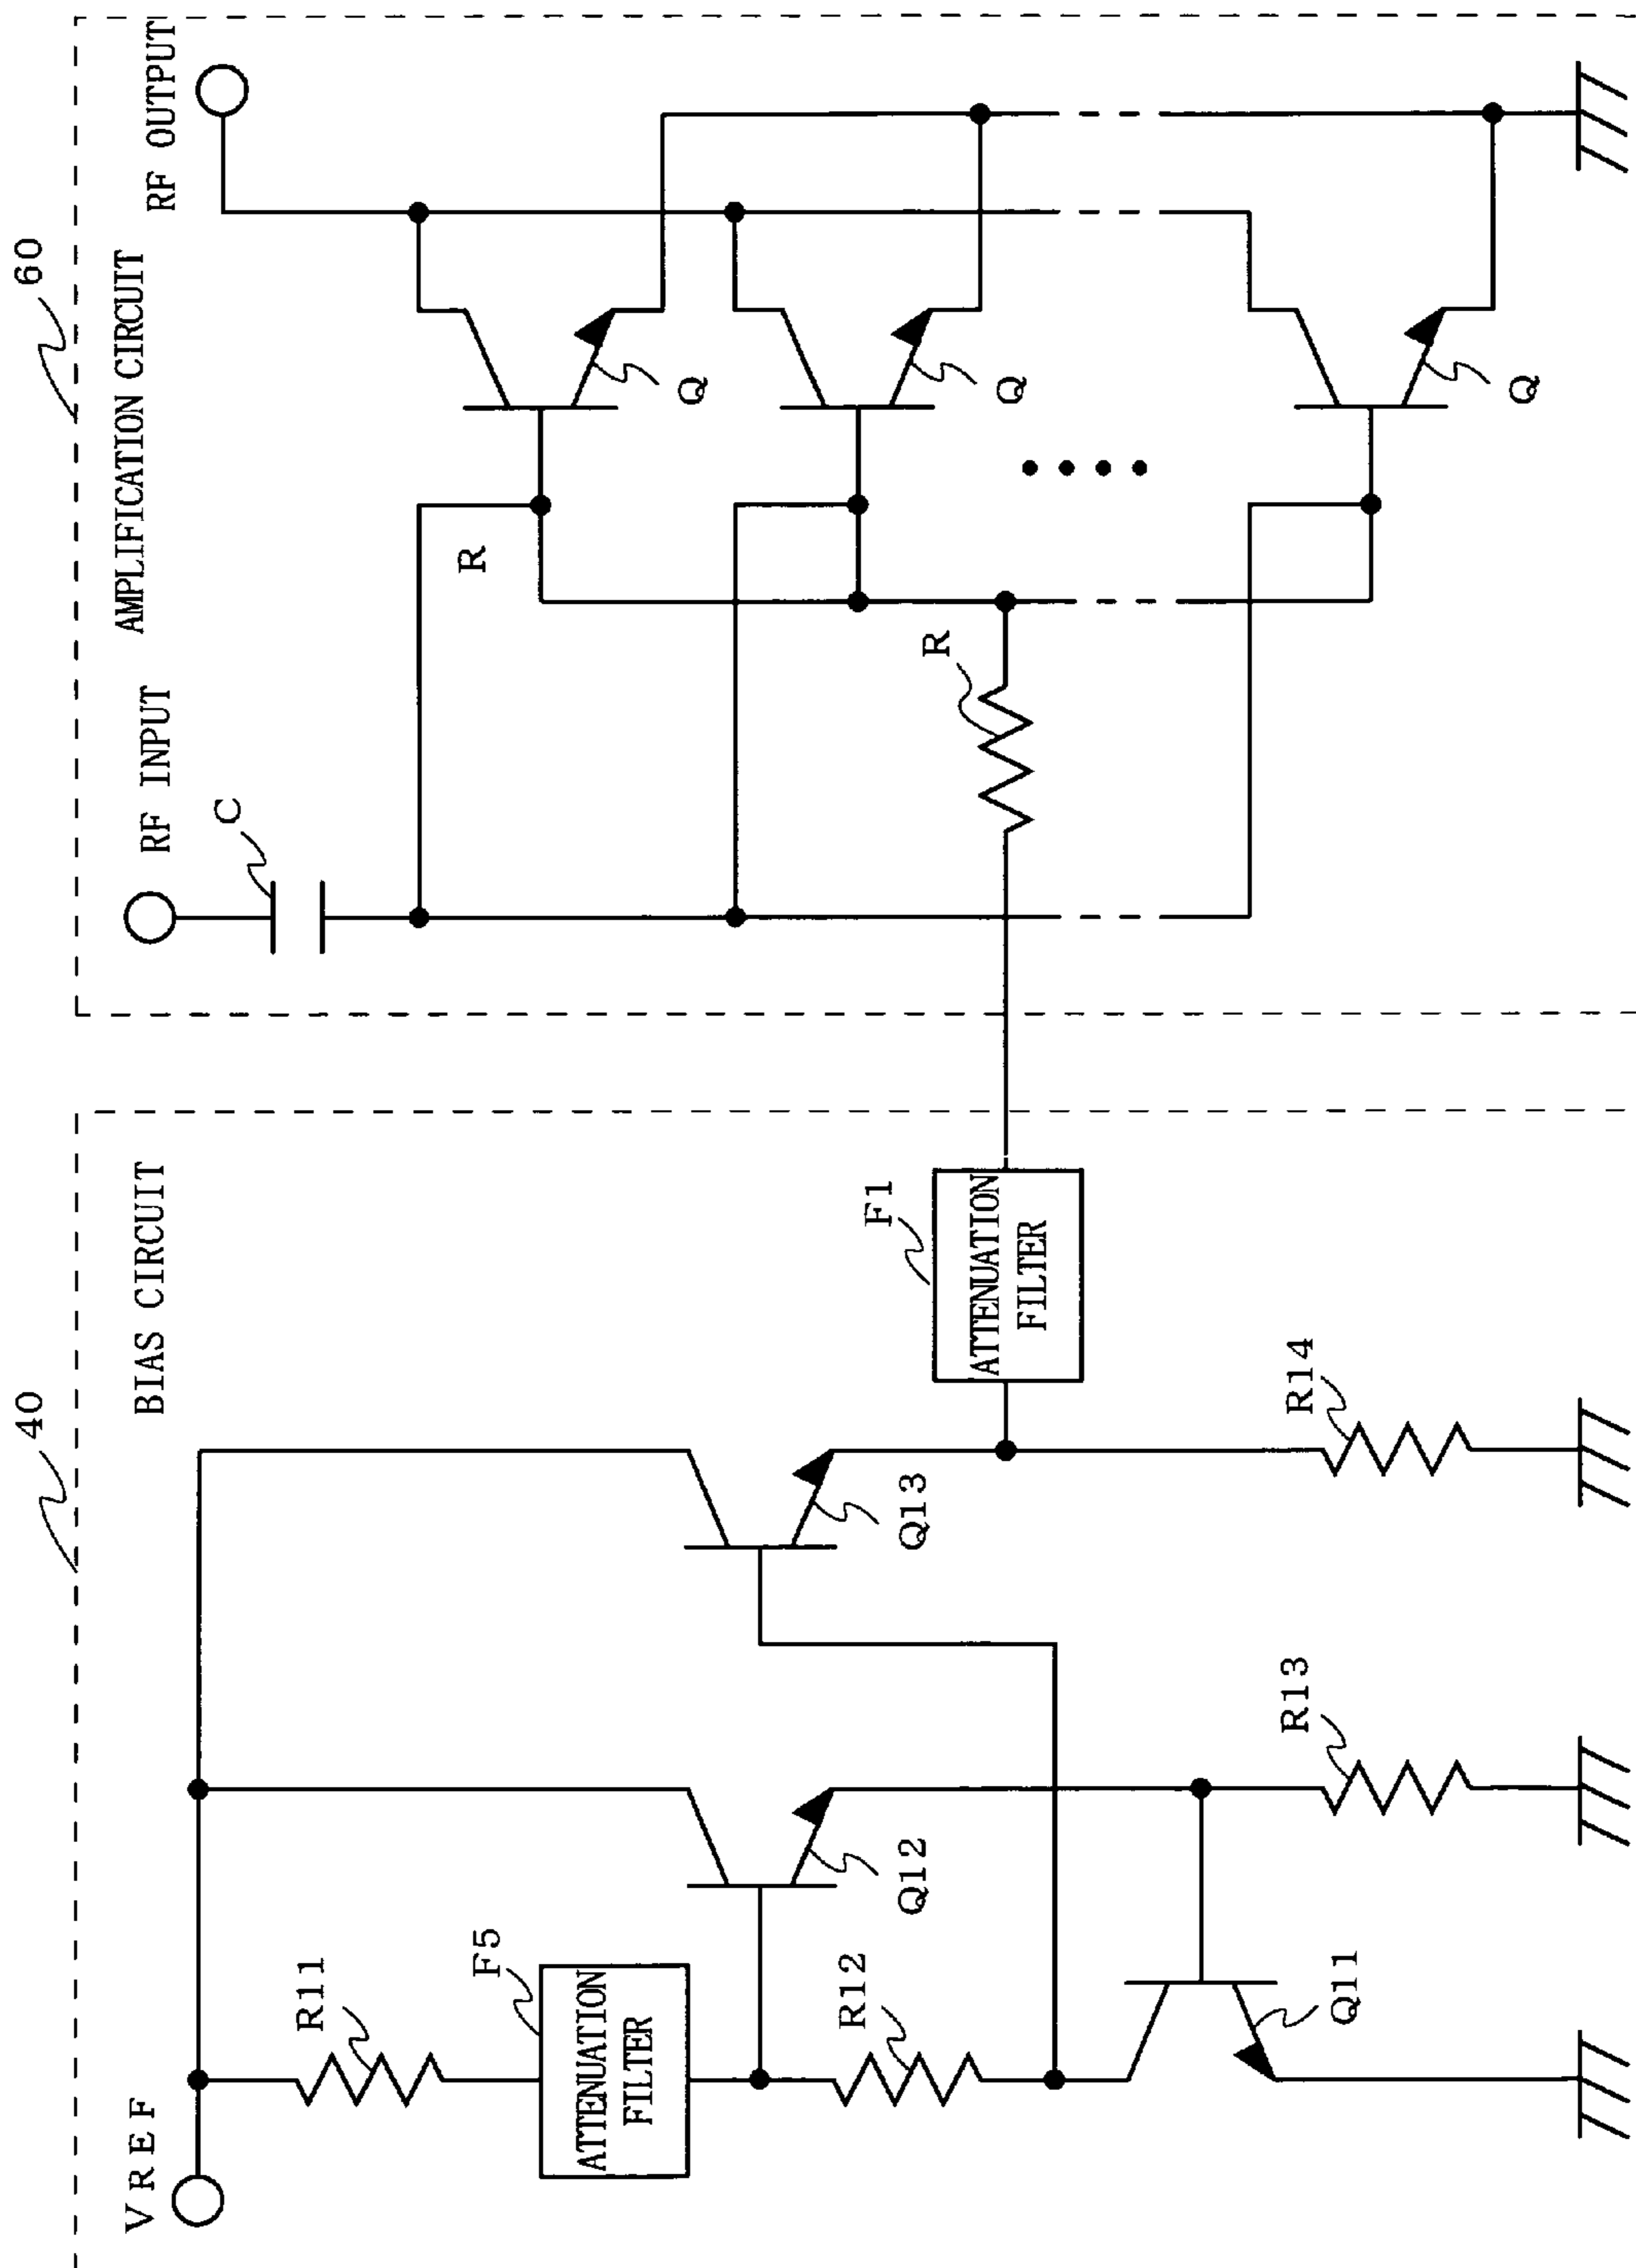 40
60
BIAS CIRCUIT
AMPLIFICATION CIRCUIT
VREF
RF INPUT
RF OUTPUT
C
R11
F5
ATTENUATION
FILTER
R
Q
Q12
Q13
F1
ATTENUATION
FILTER
R
Q
R12
Q11
R13
R14
Q